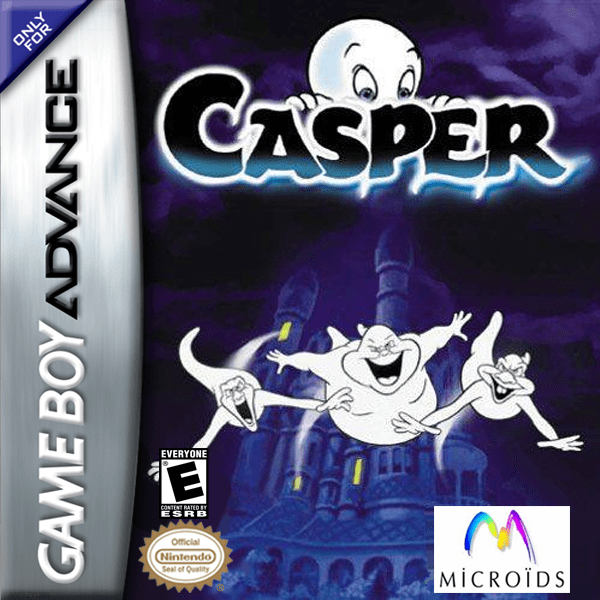 ONLY
FOR
GAME BOY ADVANCE
CASPER
EVERYONE
E
CONTENT RATED BY
ESRB
Official
Nintendo
Seal of Quality
MiCROÏDS